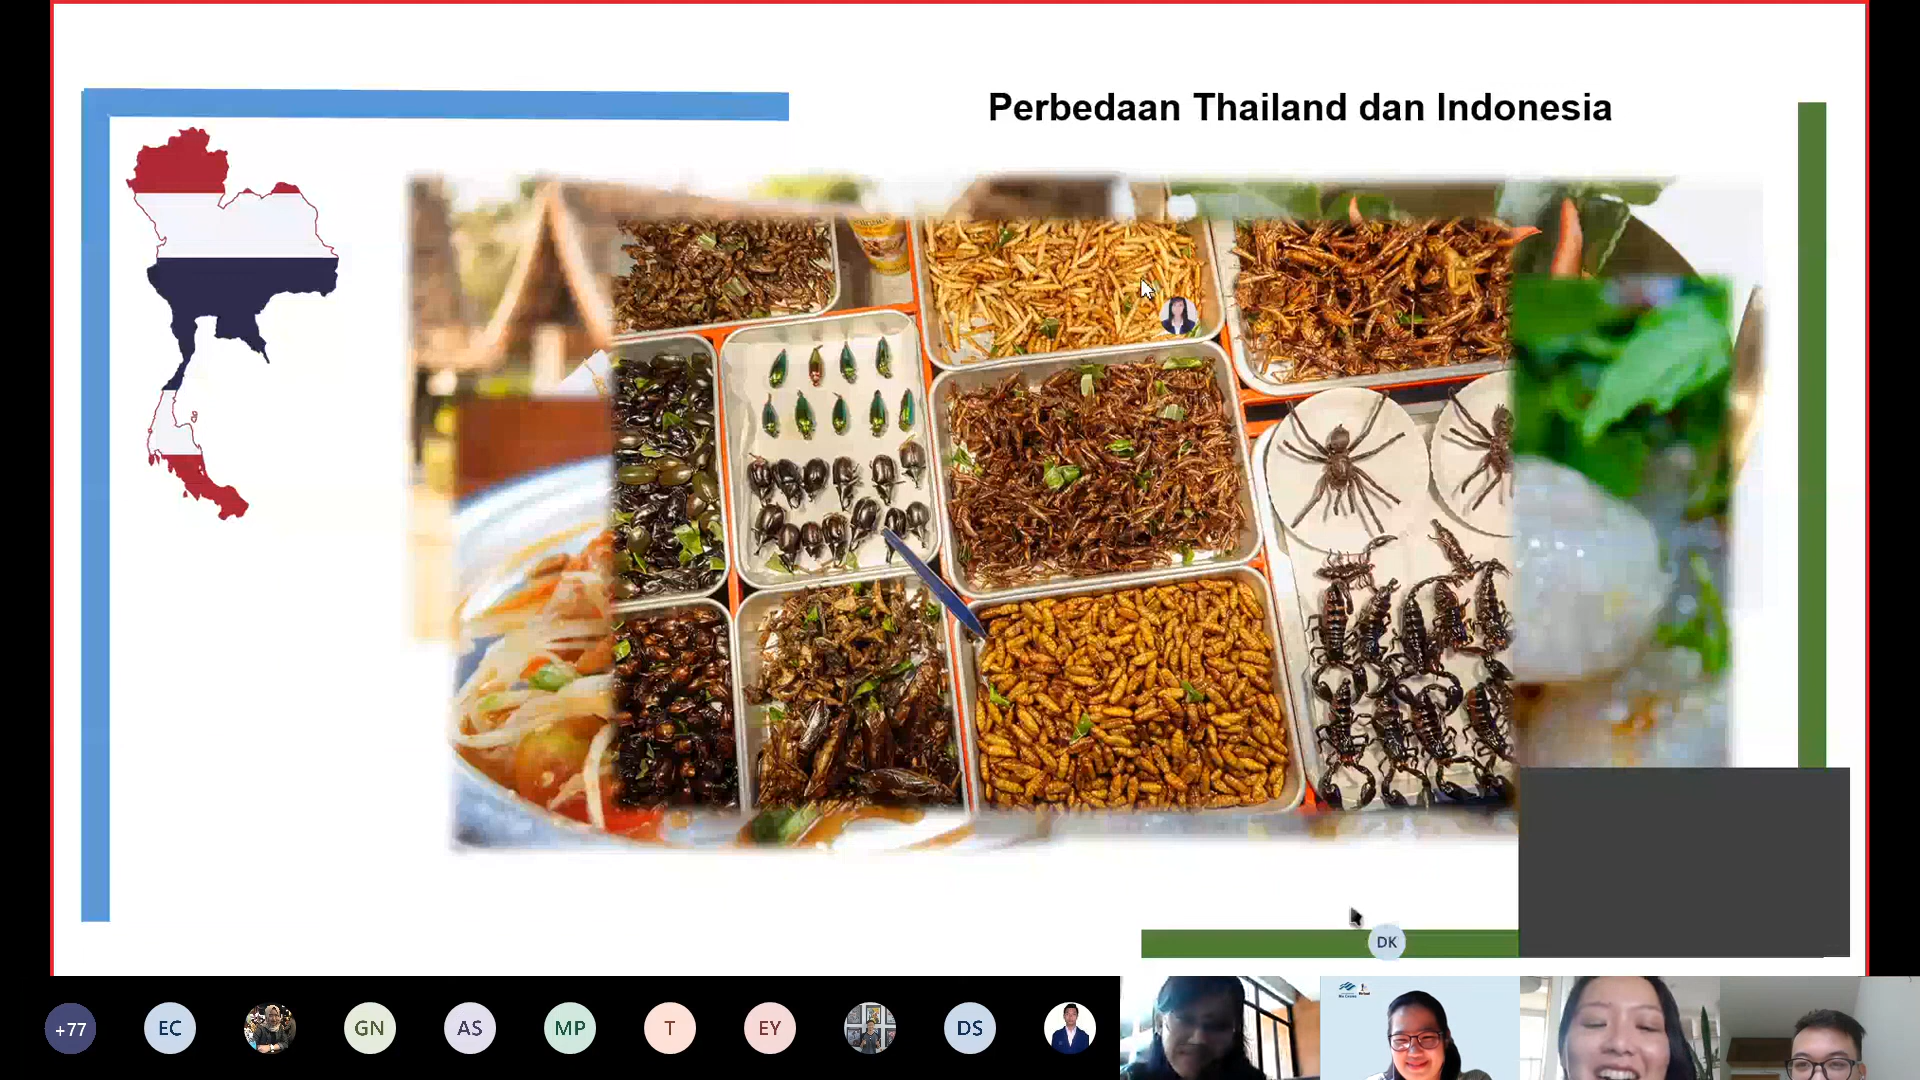 Perbedaan Thailand dan Indonesia
DK
+77
EC
GN
AS
MP
T
EY
DS